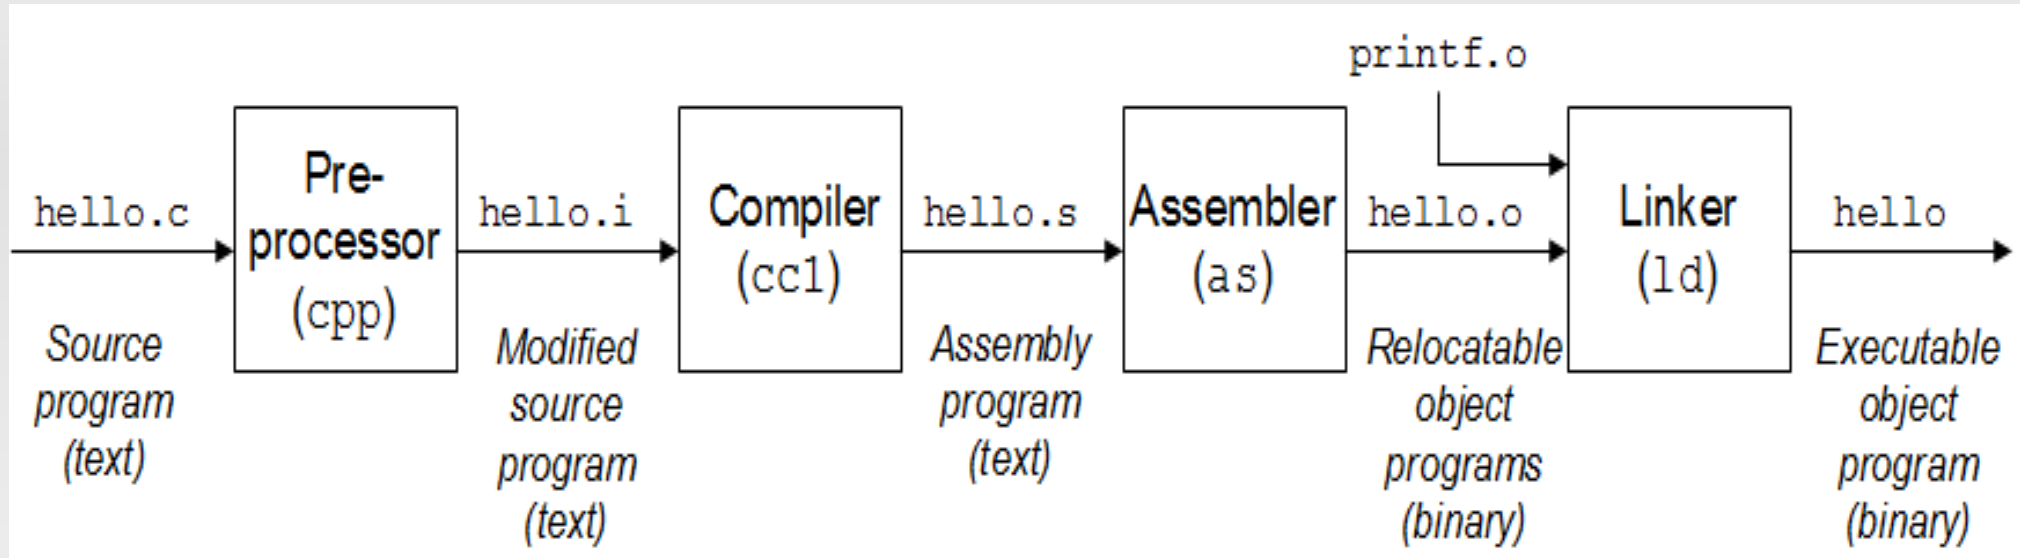 printf.o
hello.c
Pre-
processor
(cpp)
hello.i
Compiler
(cc1)
hello.s
Assembler
(as)
hello.o
Linker
(ld)
hello
Source
program
(text)
Modified
source
program
(text)
Assembly
program
(text)
Relocatable
object
programs
(binary)
Executable
object
program
(binary)